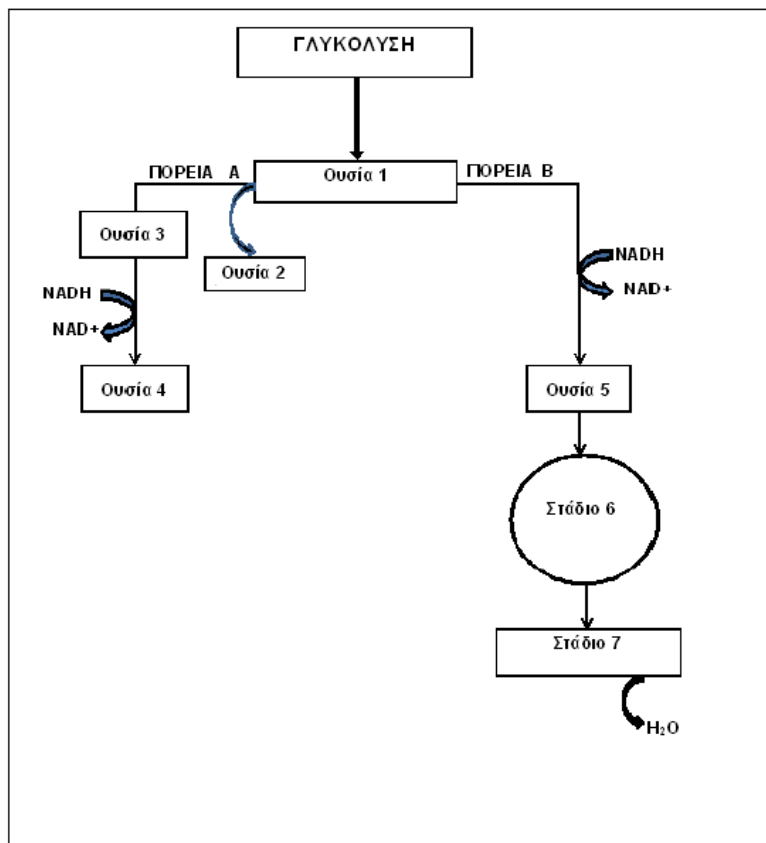 ΓΛΥΚΟΛΥΣΗ
ΠΟΡΕΙΑ Α
Ουσία 1
ΠΟΡΕΙΑ Β
Ουσία 3
Ουσία 2
NADH
NAD+
NADH
NAD+
Ουσία 4
Ουσία 5
Στάδιο 6
Στάδιο 7
H₂O